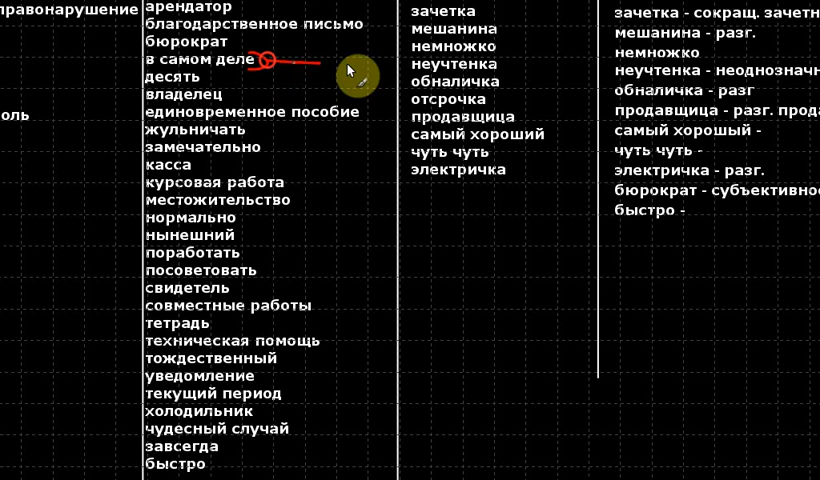 правонарушение
оль
арендатор
благодарственное письмо
бюрократ
в самом деле
десять
владелец
единовременное пособие
жульничать
замечательно
касса
курсовая работа
местожительство
нормально
нынешний
поработать
посоветовать
свидетель
совместные работы
тетрадь
техническая помощь
тождественный
уведомление
текущий период
холодильник
чудесный случай
завсегда
быстро
зачетка
мешанина
немножко
неучтенка
обналичка
отсрочка
продавщица
самый хороший
чуть чуть
электричка
зачетка - сокращ. зачетн
мешанина - разг.
немножко
неучтенка - неоднозначн
обналичка - разг
продавщица - разг. прода
самый хорошый -
чуть чуть -
электричка - разг.
бюрократ - субъективно
быстро -